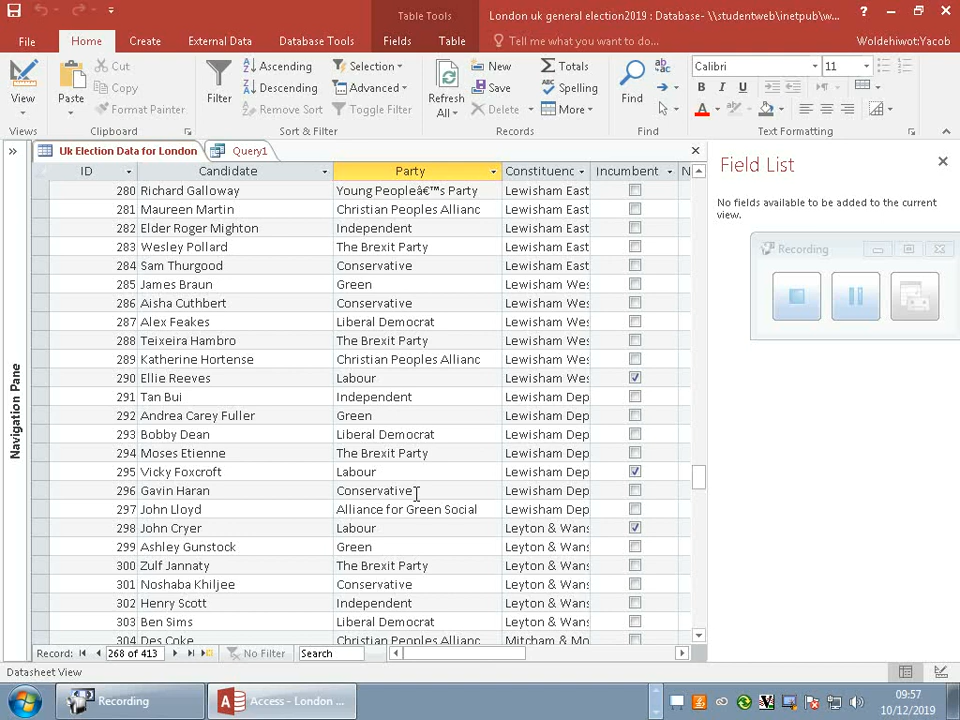 Table Tools
London uk general election2019 : Database- \\studentweb\inetpub\w...
File Home Create External Data Database Tools Fields Table Tell me what you want to do... Woldehiwot:Yacob
View
Views
Paste
Cut
Copy
Format Painter
Clipboard
Filter
Ascending
Descending
Remove Sort
Selection
Advanced
Toggle Filter
Sort & Filter
Refresh
All
New
Save
Delete
Totals
Spelling
More
Records
Find
Find
Calibri 11
B I U
A
Text Formatting
Uk Election Data for London Query1
ID Candidate Party Constituenc Incumbent N
280 Richard Galloway Young Peopleâ€™s Party Lewisham East
281 Maureen Martin Christian Peoples Allianc Lewisham East
282 Elder Roger Mighton Independent Lewisham East
283 Wesley Pollard The Brexit Party Lewisham East
284 Sam Thurgood Conservative Lewisham East
285 James Braun Green Lewisham Wes
286 Aisha Cuthbert Conservative Lewisham Wes
287 Alex Feakes Liberal Democrat Lewisham Wes
288 Teixeira Hambro The Brexit Party Lewisham Wes
289 Katherine Hortense Christian Peoples Allianc Lewisham Wes
290 Ellie Reeves Labour Lewisham Wes
291 Tan Bui Independent Lewisham Dep
292 Andrea Carey Fuller Green Lewisham Dep
293 Bobby Dean Liberal Democrat Lewisham Dep
294 Moses Etienne The Brexit Party Lewisham Dep
295 Vicky Foxcroft Labour Lewisham Dep
296 Gavin Haran Conservative Lewisham Dep
297 John Lloyd Alliance for Green Social Lewisham Dep
298 John Cryer Labour Leyton & Wans
299 Ashley Gunstock Green Leyton & Wans
300 Zulf Jannaty The Brexit Party Leyton & Wans
301 Noshaba Khiljee Conservative Leyton & Wans
302 Henry Scott Independent Leyton & Wans
303 Ben Sims Liberal Democrat Leyton & Wans
304 Des Coke Christian Peoples Allianc Mitcham & Mo
Record: 268 of 413 No Filter Search
Navigation Pane
Field List
No fields available to be added to the current
view.
Recording
Datasheet View
Recording
Access - London ...
09:57
10/12/2019